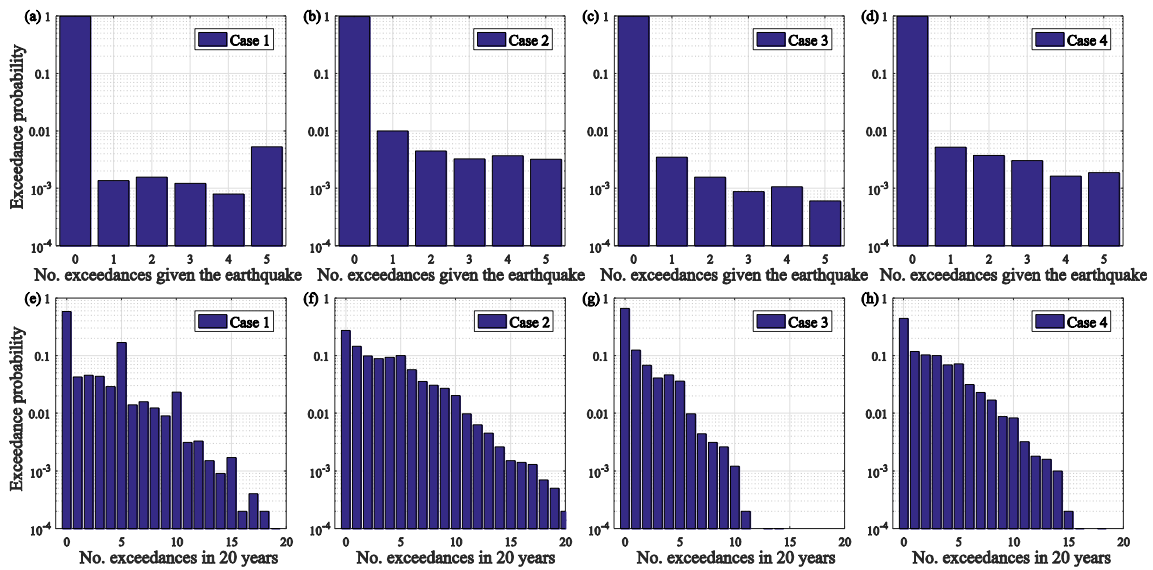 (a) Case 1
(b) Case 2
(c) Case 3
(d) Case 4
Exceedance probability
1
0.1
0.01
10-3
10-4
0 1 2 3 4 5
No. exceedances given the earthquake
1
0.1
0.01
10-3
10-4
0 1 2 3 4 5
No. exceedances given the earthquake
1
0.1
0.01
10-3
10-4
0 1 2 3 4 5
No. exceedances given the earthquake
1
0.1
0.01
10-3
10-4
0 1 2 3 4 5
No. exceedances given the earthquake
(e) Case 1
(f) Case 2
(g) Case 3
(h) Case 4
Exceedance probability
1
0.1
0.01
10-3
10-4
0 5 10 15 20
No. exceedances in 20 years
1
0.1
0.01
10-3
10-4
0 5 10 15 20
No. exceedances in 20 years
1
0.1
0.01
10-3
10-4
0 5 10 15 20
No. exceedances in 20 years
1
0.1
0.01
10-3
10-4
0 5 10 15 20
No. exceedances in 20 years